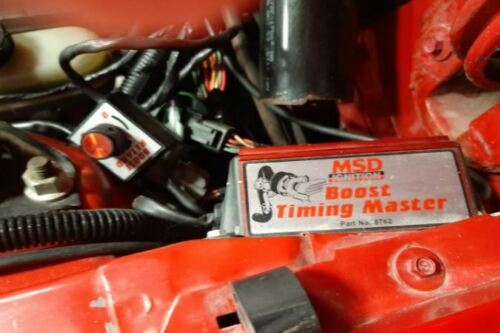 MSD
IGNITION
Boost
Timing Master
Part No. 8762